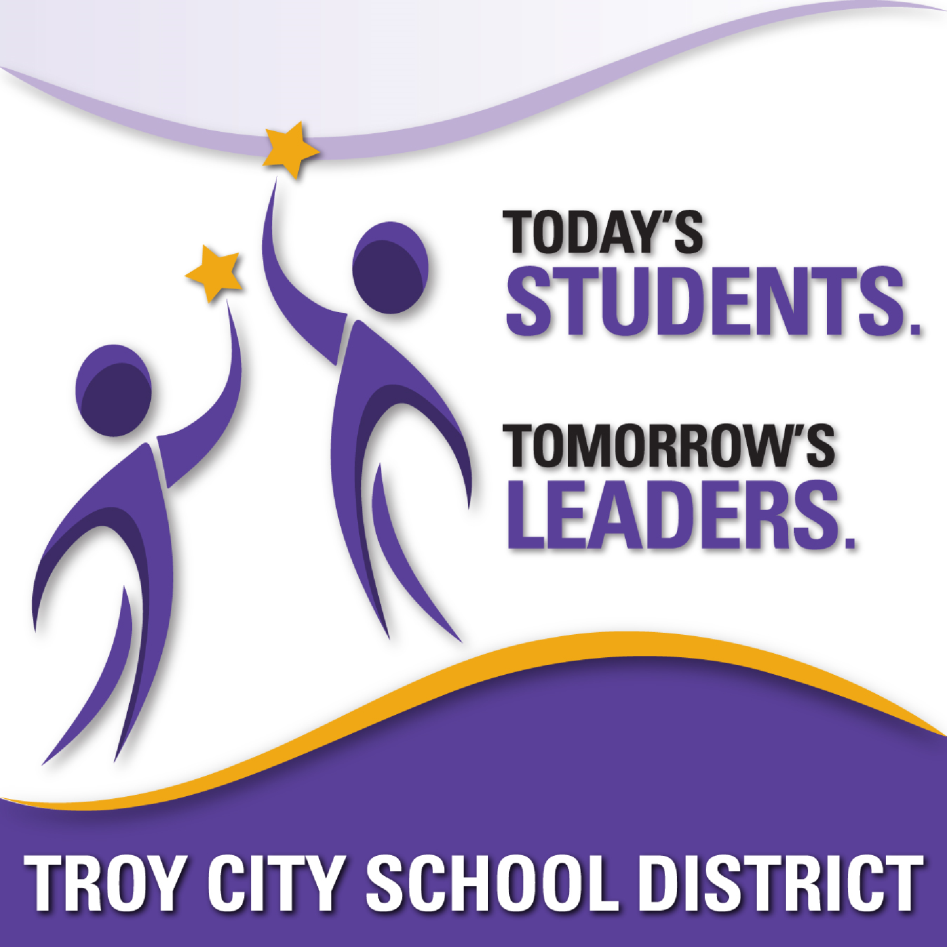 TODAY'S
STUDENTS.
TOMORROW'S
LEADERS.
TROY CITY SCHOOL DISTRICT